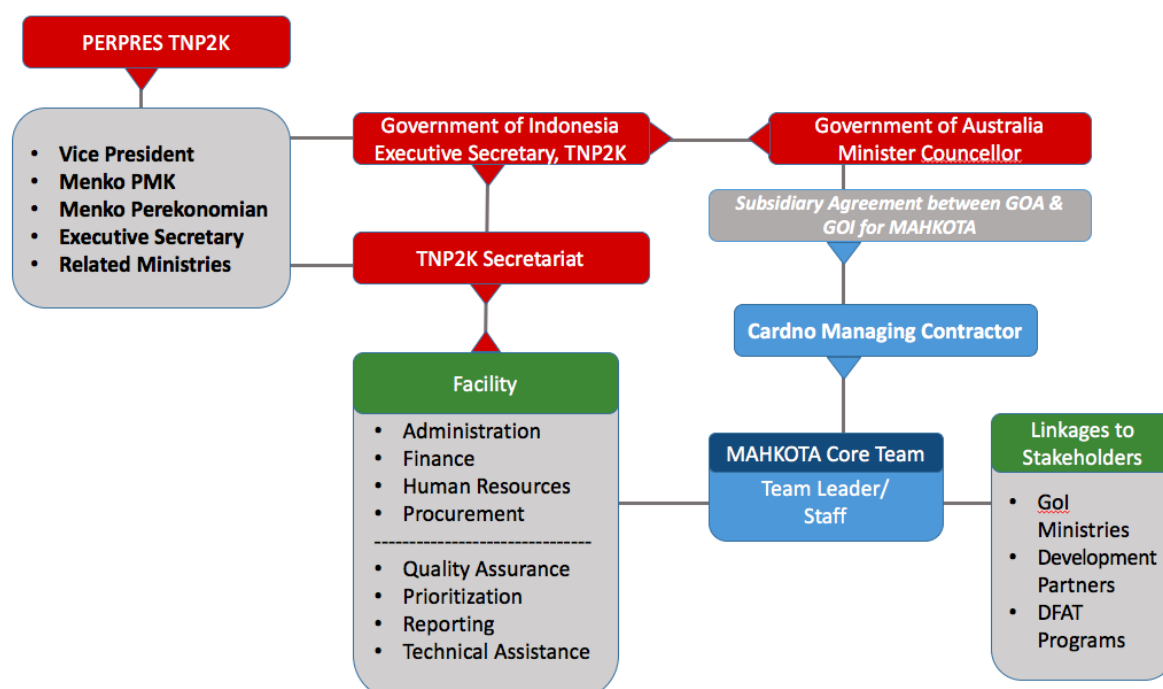 PERPRES TNP2K
• Vice President
• Menko PMK
• Menko Perekonomian
• Executive Secretary
• Related Ministries
Government of Indonesia
Executive Secretary, TNP2K
Government of Australia
Minister Councellor
Subsidiary Agreement between GOA &
GOI for MAHKOTA
TNP2K Secretariat
Cardno Managing Contractor
Facility
• Administration
• Finance
• Human Resources
• Procurement
-------------------------------
• Quality Assurance
• Prioritization
• Reporting
• Technical Assistance
MAHKOTA Core Team
Team Leader/
Staff
Linkages to
Stakeholders
• GoI
Ministries
• Development
Partners
• DFAT
Programs